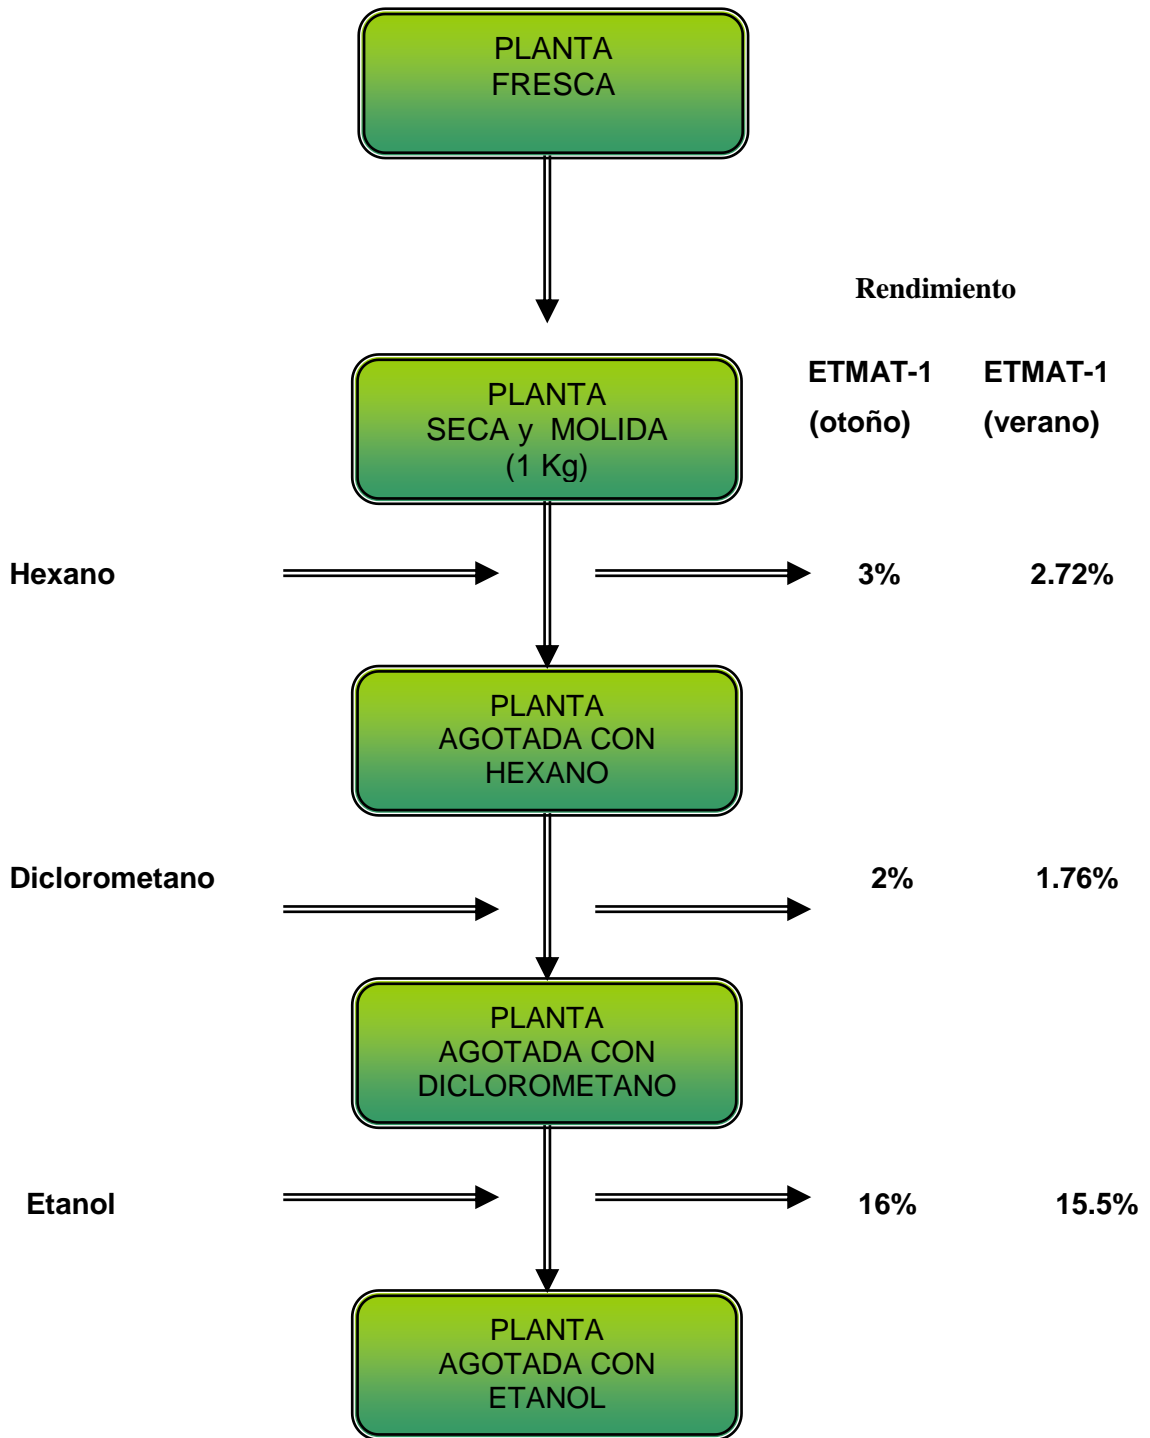 PLANTA
FRESCA
Rendimiento
ETMAT-1 ETMAT-1
(otoño) (verano)
PLANTA
SECA y MOLIDA
(1 Kg)
Hexano 3% 2.72%
PLANTA
AGOTADA CON
HEXANO
Diclorometano 2% 1.76%
PLANTA
AGOTADA CON
DICLOROMETANO
Etanol 16% 15.5%
PLANTA
AGOTADA CON
ETANOL